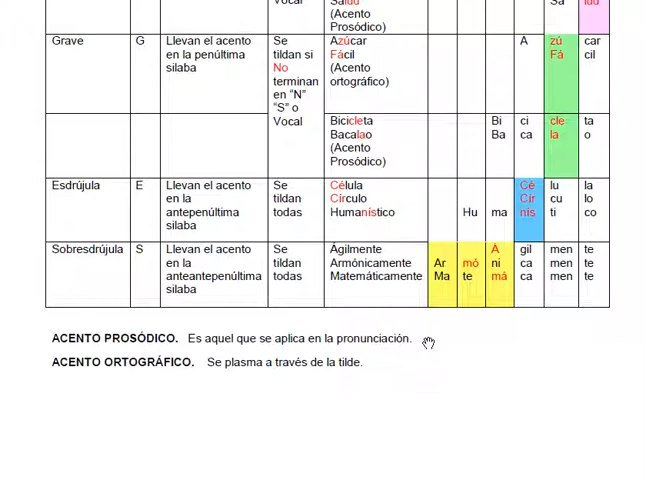 Vocal Salud Sa lud
(Acento
Prosódico)
Grave G Llevan el acento Se Azúcar A zú car
en la penúltima tildan si Fácil Fá cil
silaba No (Acento
terminan ortográfico)
en “N”
“S” o
Vocal
Bicicleta Bi ci cle ta
Bacalao Ba ca la o
(Acento
Prosódico)
Esdrújula E Llevan el acento Se Célula Cé lu la
en la tildan Círculo Cír cu lo
antepenúltima todas Humanístico Hu ma nís ti co
silaba
Sobresdrújula S Llevan el acento Se Ágilmente Á gil men te
en la tildan Armónicamente Ar mó ni ca men te
anteantepenúltima todas Matemáticamente Ma te má ca men te
silaba
ACENTO PROSÓDICO. Es aquel que se aplica en la pronunciación.
ACENTO ORTOGRÁFICO. Se plasma a través de la tilde.